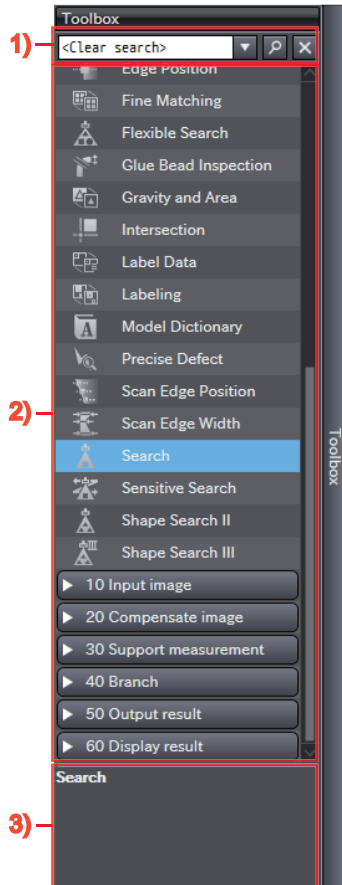 Toolbox
1)
<Clear search>
Edge Position
Fine Matching
Flexible Search
Glue Bead Inspection
Gravity and Area
Intersection
Label Data
Labeling
Model Dictionary
Precise Defect
Scan Edge Position
2)
Scan Edge Width
Search
Sensitive Search
Shape Search II
Shape Search III
10 Input image
20 Compensate image
30 Support measurement
40 Branch
50 Output result
60 Display result
Toolbox
Search
3)